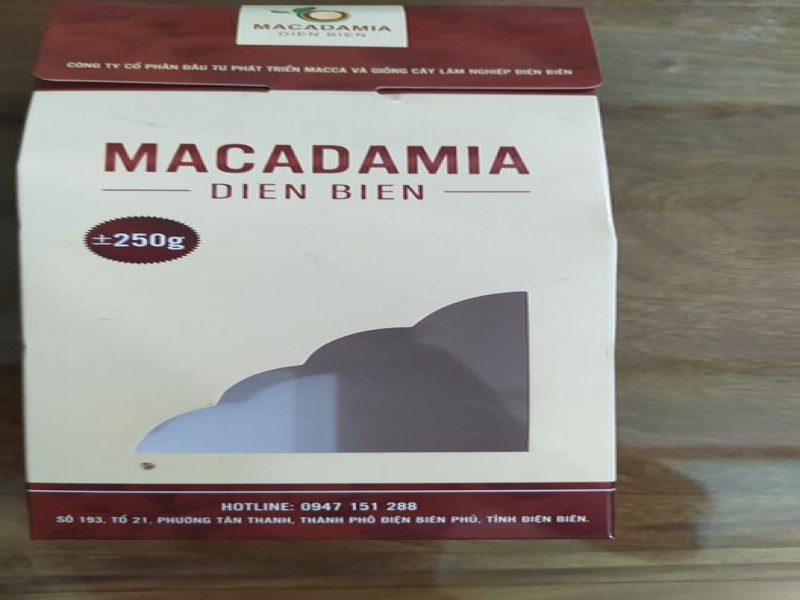 MACADAMIA
DIEN BIEN
CÔNG TY CỔ PHẦN ĐẦU TƯ PHÁT TRIỂN MACCA VÀ GIỐNG CÂY LÂM NGHIỆP ĐIỆN BIÊN
MACADAMIA
DIEN BIEN
±250g
HOTLINE: 0947 151 288
SỐ 193, TỔ 21, PHƯỜNG TÂN THANH, THÀNH PHỐ ĐIỆN BIÊN PHỦ, TỈNH ĐIỆN BIÊN.